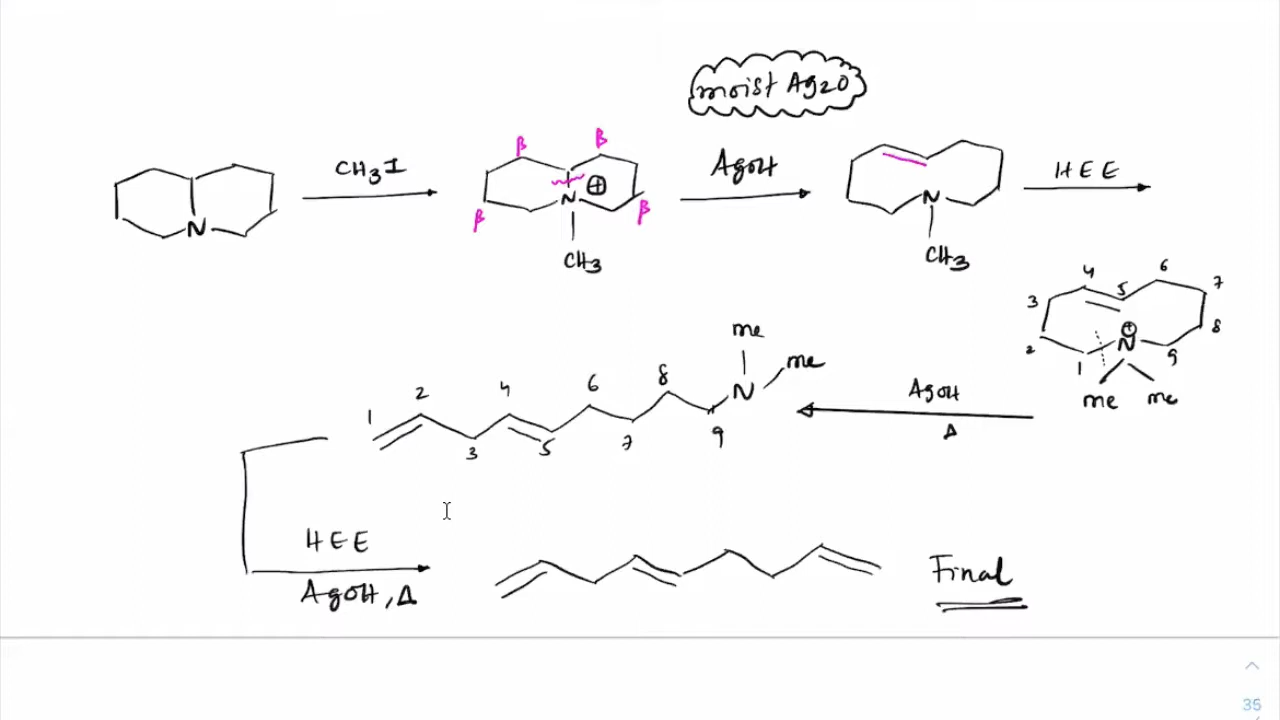 moist Ag2O
CH3I
β β
AgOH
HEE
N
β N ⊕ β
N
CH3
CH3
4 5 6
3 7
2 N ⊕ 8
1 9
me me
me
me
N
AgOH
Δ
1 2 3 4 5 6 7 8 9
HEE
AgOH, Δ
Final
35